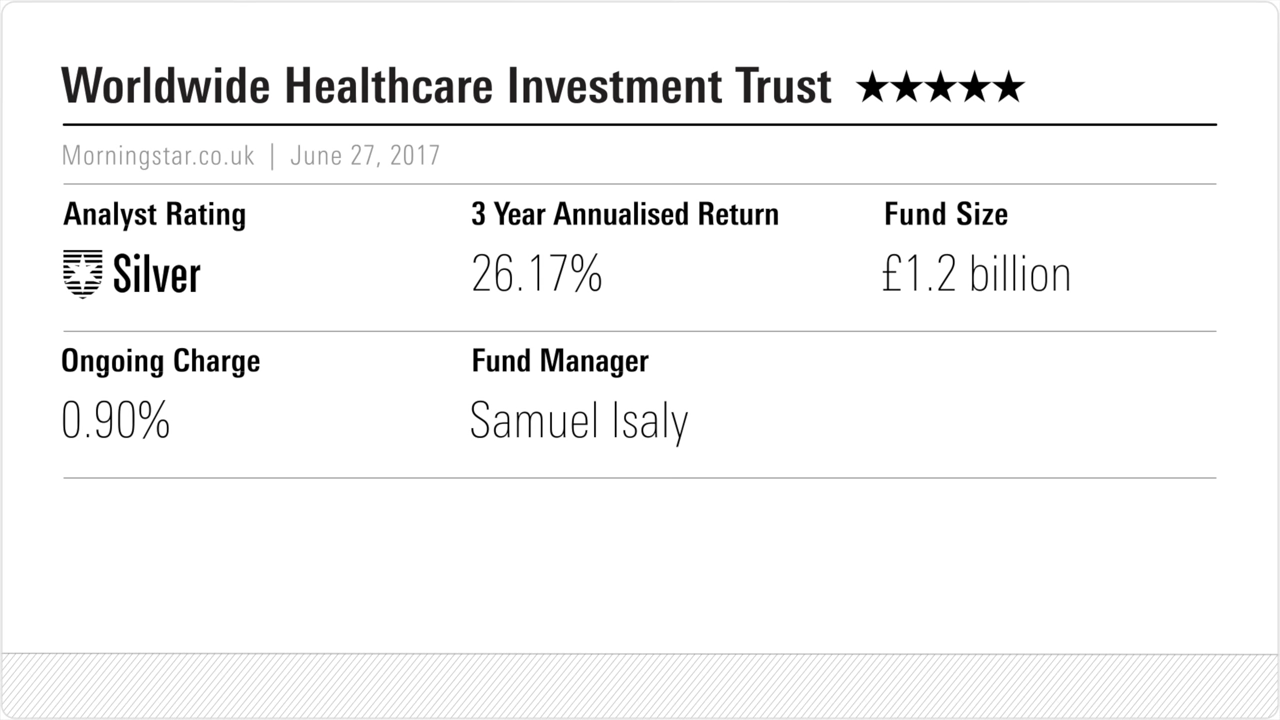 Worldwide Healthcare Investment Trust ★★★★★
Morningstar.co.uk | June 27, 2017
Analyst Rating 3 Year Annualised Return Fund Size
Silver 26.17% £1.2 billion
Ongoing Charge Fund Manager
0.90% Samuel Isaly